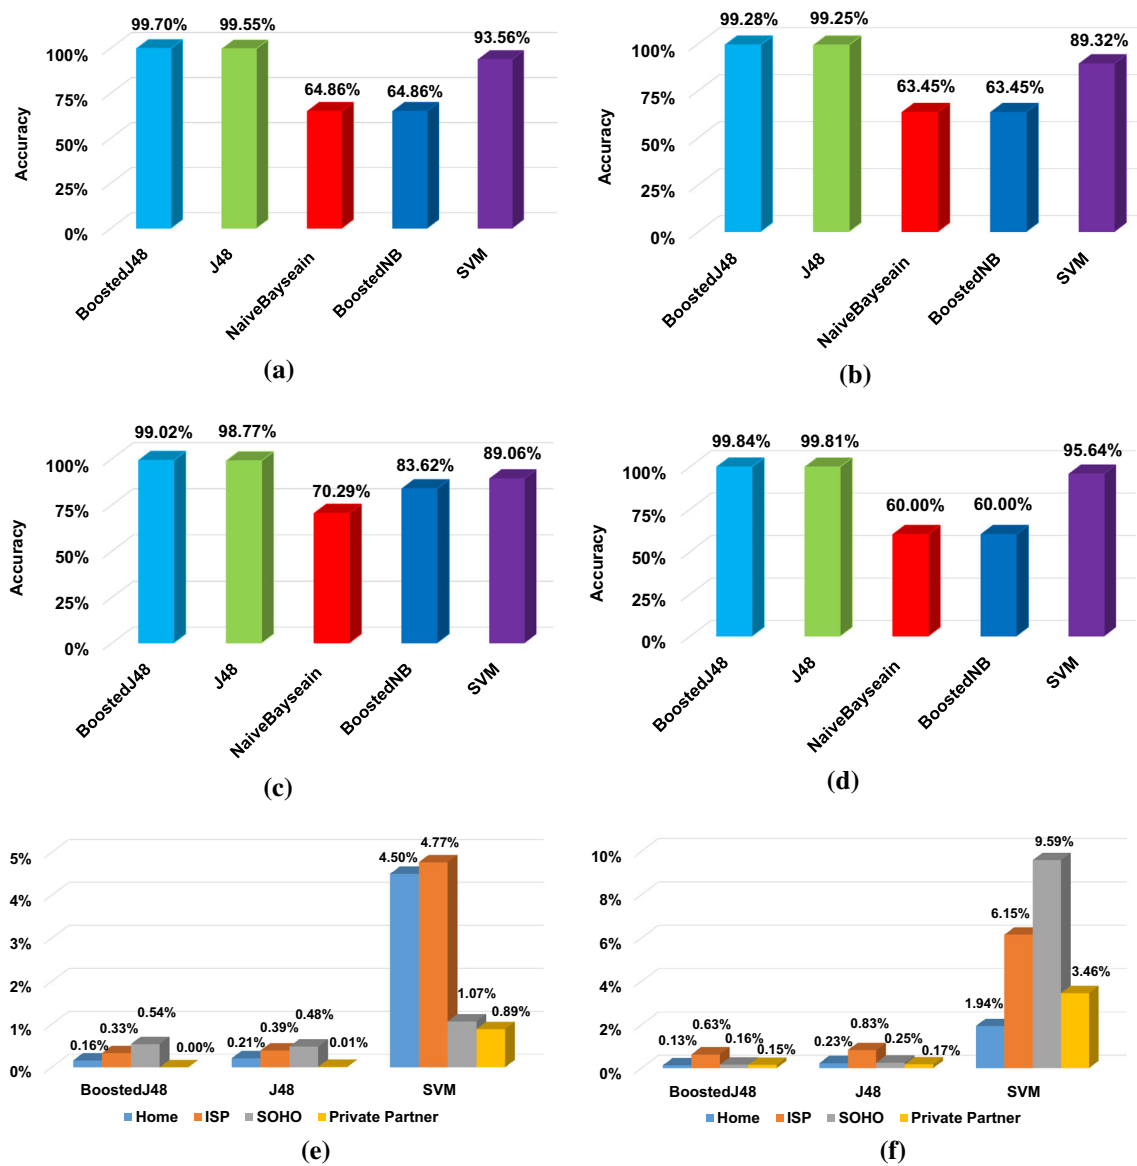 99.70%
99.55%
64.86%
64.86%
93.56%
100%
75%
50%
25%
0%
Accuracy
BoostedJ48
J48
NaiveBayseain
BoostedNB
SVM
(a)
99.28%
99.25%
63.45%
63.45%
89.32%
100%
75%
50%
25%
0%
Accuracy
BoostedJ48
J48
NaiveBayseain
BoostedNB
SVM
(b)
99.02%
98.77%
70.29%
83.62%
89.06%
100%
75%
50%
25%
0%
Accuracy
BoostedJ48
J48
NaiveBayseain
BoostedNB
SVM
(c)
99.84%
99.81%
60.00%
60.00%
95.64%
100%
75%
50%
25%
0%
Accuracy
BoostedJ48
J48
NaiveBayseain
BoostedNB
SVM
(d)
5%
4%
3%
2%
1%
0%
0.16%
0.33%
0.54%
0.00%
0.21%
0.39%
0.48%
0.01%
4.50%
4.77%
1.07%
0.89%
BoostedJ48
J48
SVM
Home ISP SOHO Private Partner
(e)
10%
8%
6%
4%
2%
0%
0.13%
0.63%
0.16%
0.15%
0.23%
0.83%
0.25%
0.17%
1.94%
6.15%
9.59%
3.46%
BoostedJ48
J48
SVM
Home ISP SOHO Private Partner
(f)